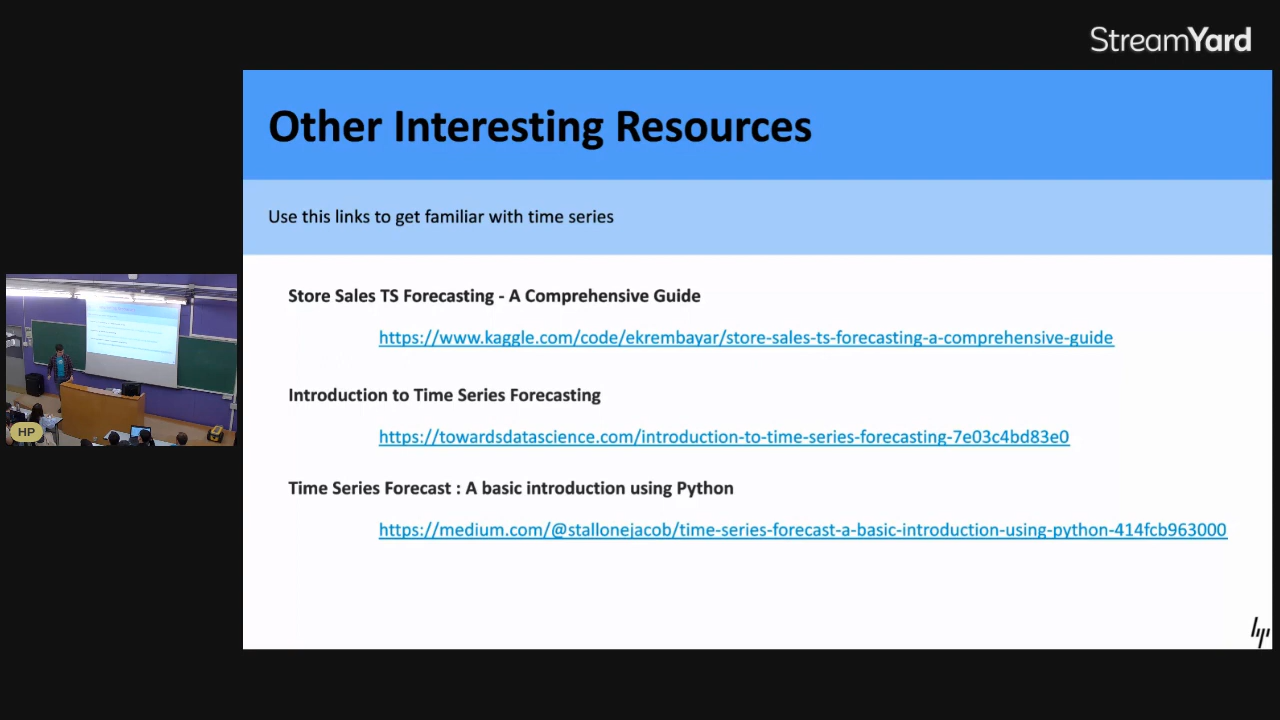 StreamYard
Other Interesting Resources
Use this links to get familiar with time series
Store Sales TS Forecasting - A Comprehensive Guide
https://www.kaggle.com/code/ekrembayar/store-sales-ts-forecasting-a-comprehensive-guide
Introduction to Time Series Forecasting
https://towardsdatascience.com/introduction-to-time-series-forecasting-7e03c4bd83e0
Time Series Forecast : A basic introduction using Python
https://medium.com/@stallonejacob/time-series-forecast-a-basic-introduction-using-python-414fcb963000
HP
hp